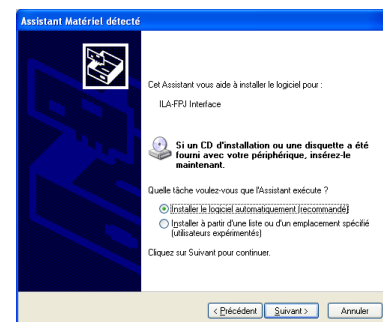 Assistant Matériel détecté
Cet Assistant vous aide à installer le logiciel pour :
ILA-FPJ Interface
Si un CD d'installation ou une disquette a été
fourni avec votre périphérique, insérez-le
maintenant.
Quelle tâche voulez-vous que l'Assistant exécute ?
Installer le logiciel automatiquement (recommandé)
Installer à partir d'une liste ou d'un emplacement spécifié
(utilisateurs expérimentés)
Cliquez sur Suivant pour continuer.
< Précédent Suivant > Annuler